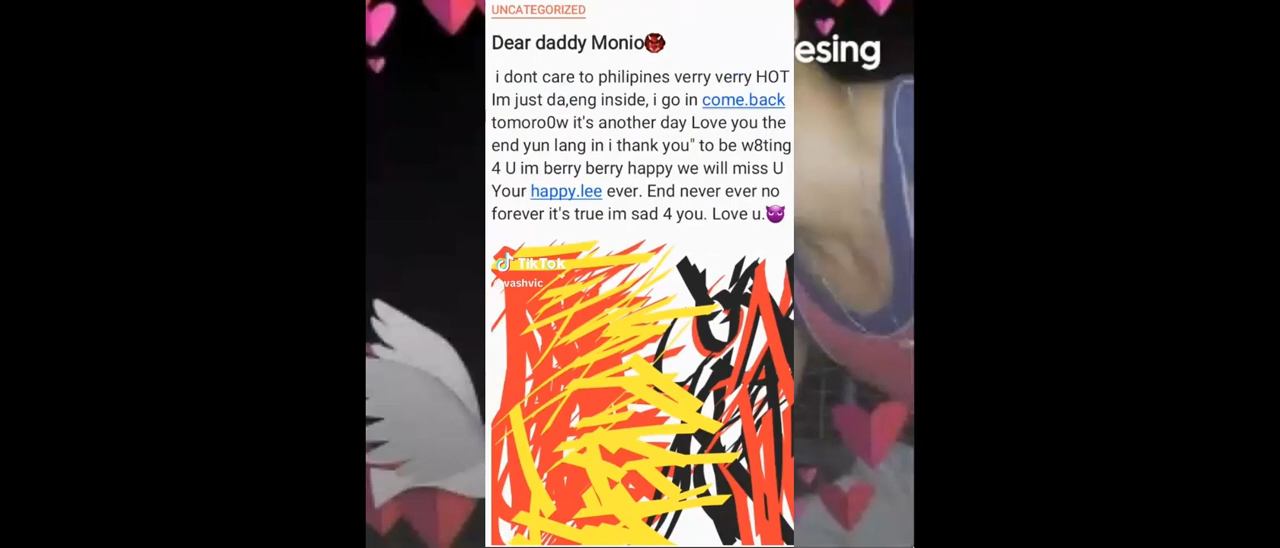 UNCATEGORIZED
Dear daddy Monio👹
i dont care to philipines verry verry HOT
Im just da,eng inside, i go in come.back
tomoro0w it's another day Love you the
end yun lang in i thank you" to be w8ting
4 U im berry berry happy we will miss U
Your happy.lee ever. End never ever no
forever it's true im sad 4 you. Love u.😈
esing
TikTok
vashvic